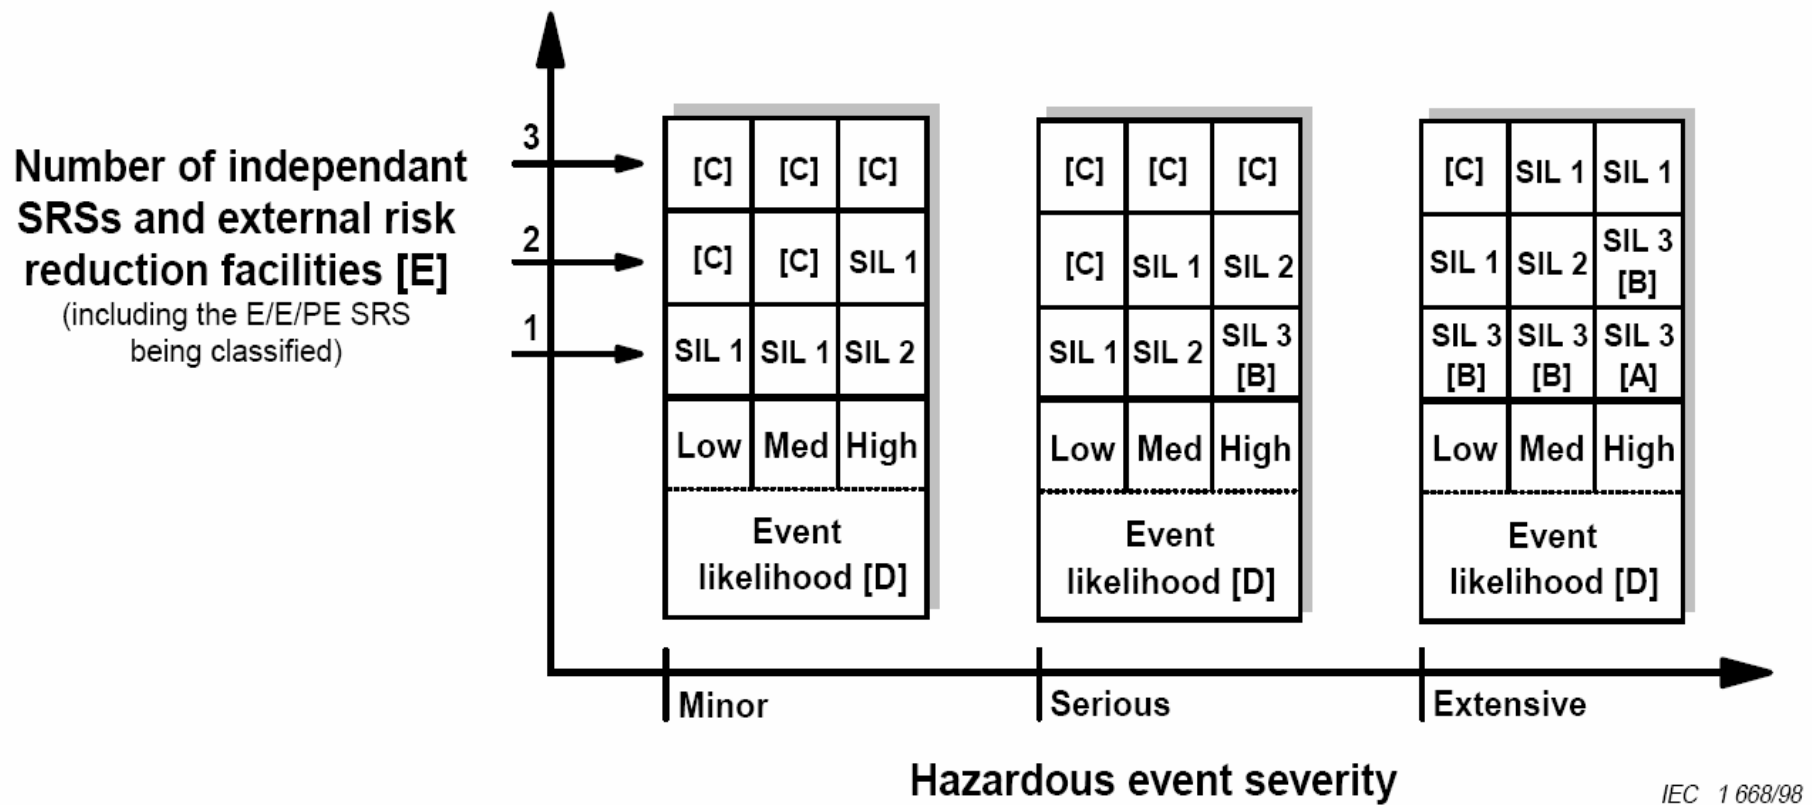 Number of independant
SRSs and external risk
reduction facilities [E]
(including the E/E/PE SRS
being classified)
3
2
1
[C] [C] [C]
[C] [C] SIL 1
SIL 1 SIL 1 SIL 2
Low Med High
Event
likelihood [D]
[C] [C] [C]
[C] SIL 1 SIL 2
SIL 1 SIL 2 SIL 3
[B]
Low Med High
Event
likelihood [D]
[C] SIL 1 SIL 1
SIL 1 SIL 2 SIL 3
[B]
SIL 3 SIL 3 SIL 3
[B] [B] [A]
Low Med High
Event
likelihood [D]
Minor
Serious
Extensive
Hazardous event severity
IEC 1 668/98